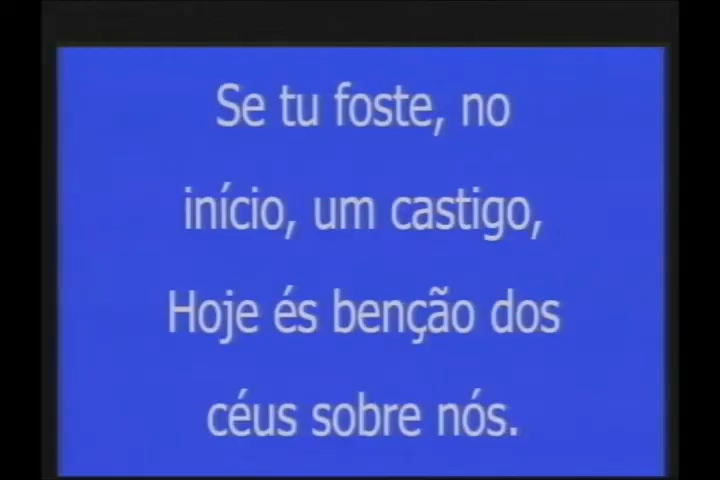 Se tu foste, no
início, um castigo,
Hoje és benção dos
céus sobre nós.